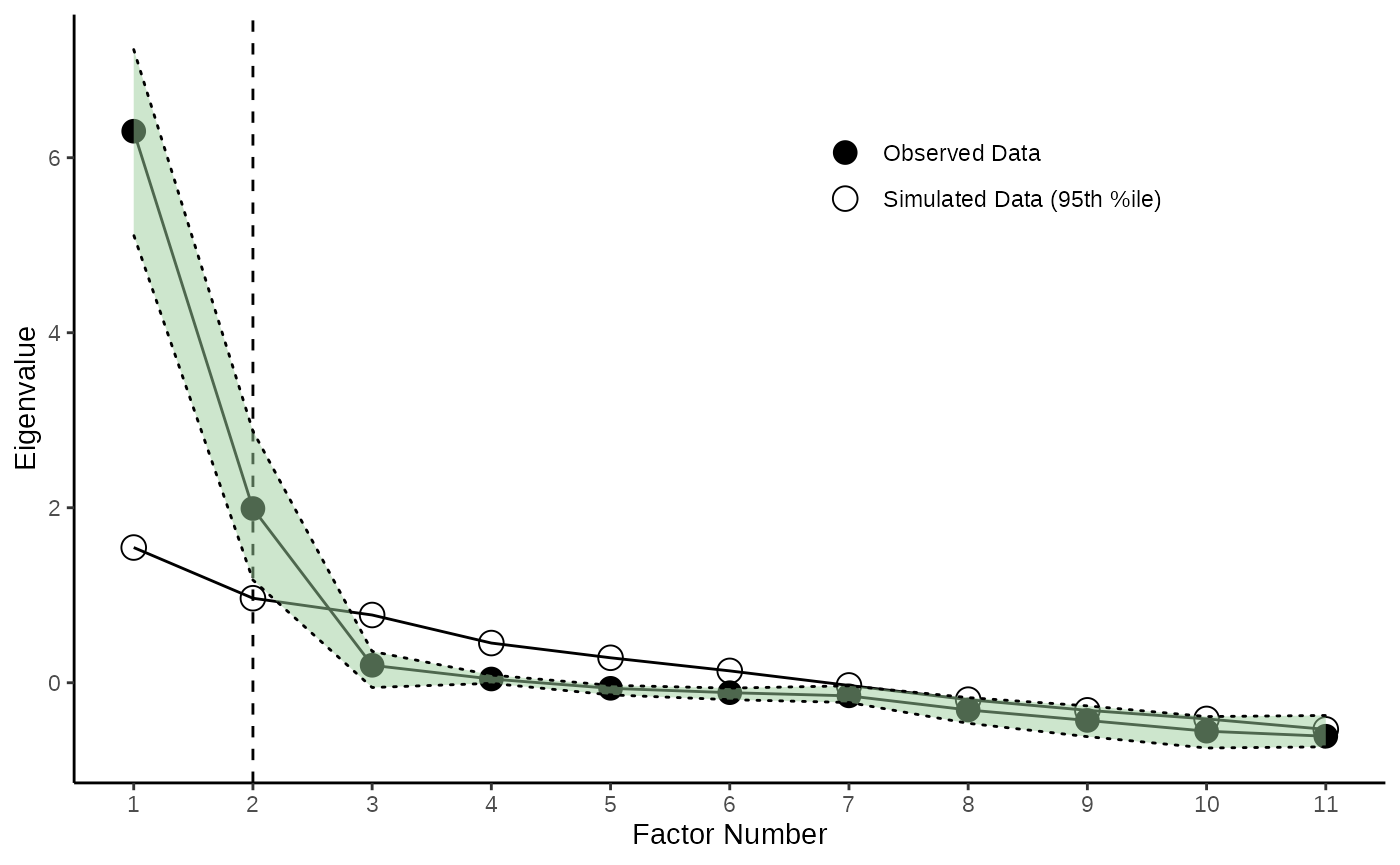 Eigenvalue
6
4
2
0
Observed Data
Simulated Data (95th %ile)
1 2 3 4 5 6 7 8 9 10 11
Factor Number